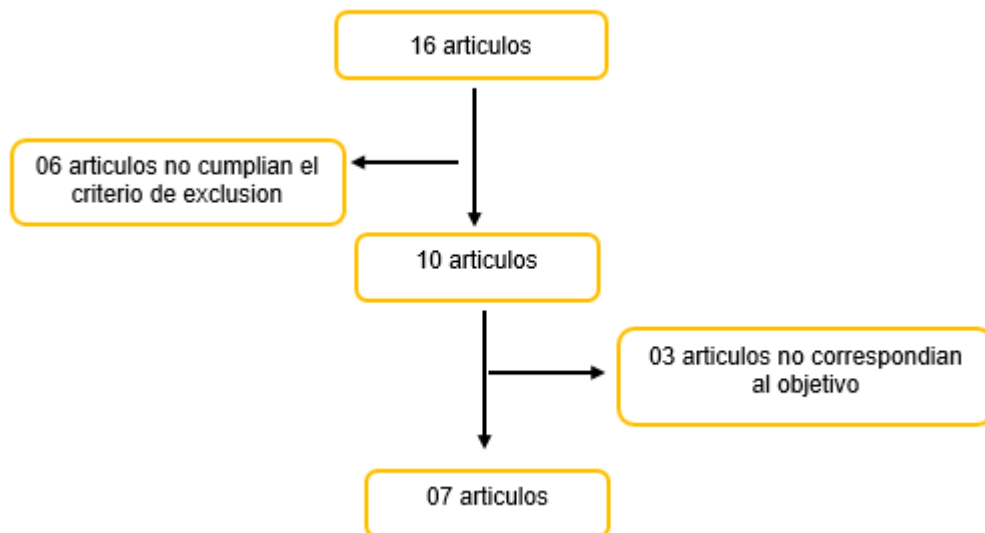 16 articulos
06 articulos no cumplian el
criterio de exclusion
10 articulos
03 articulos no correspondian
al objetivo
07 articulos